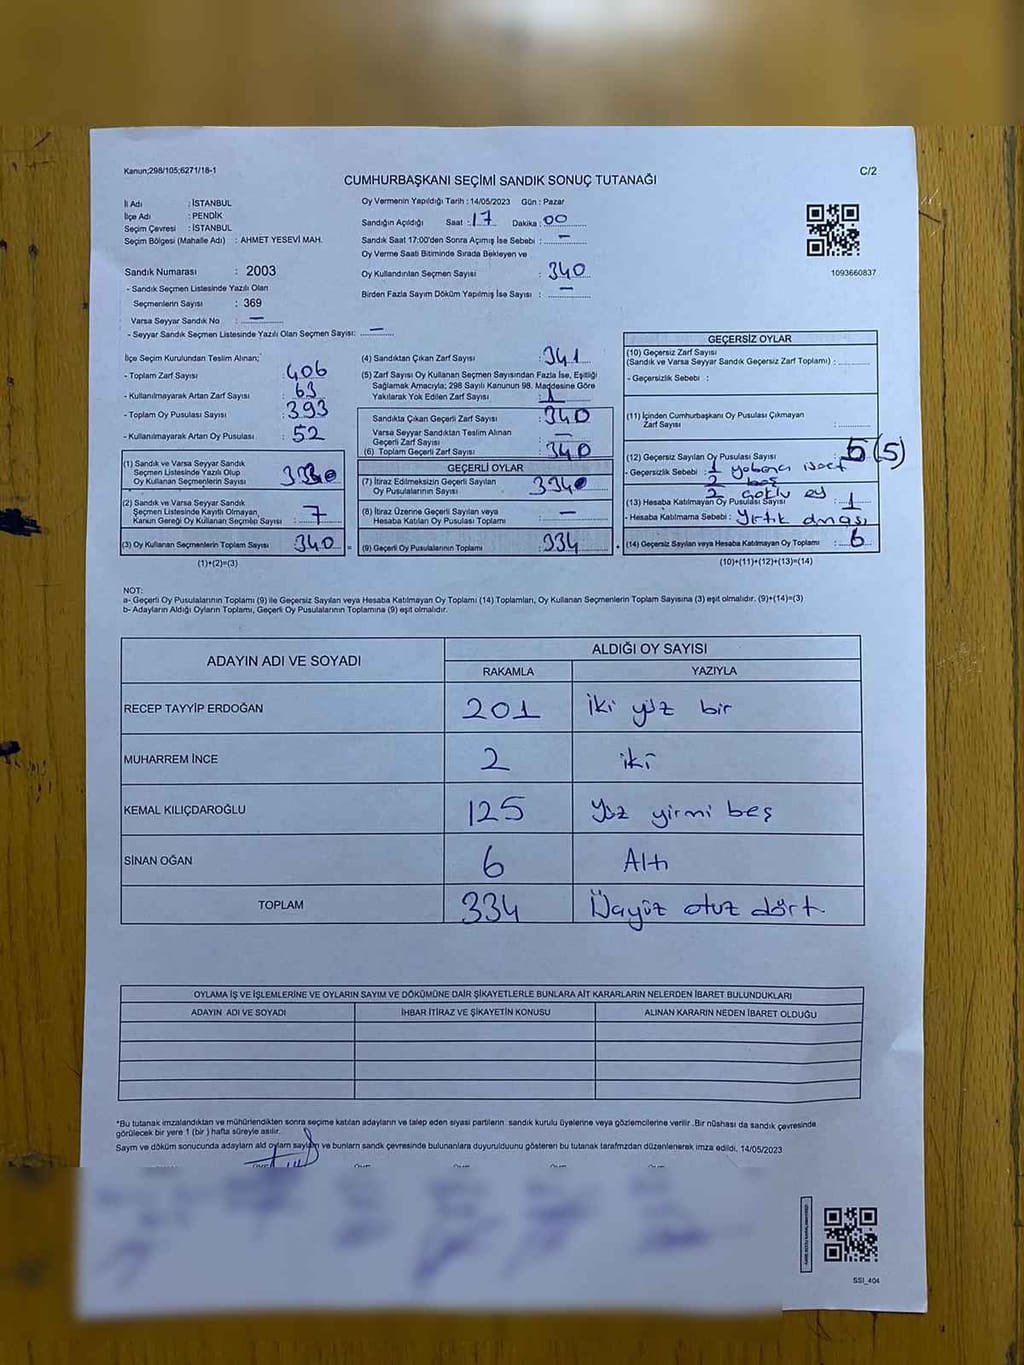 Kanun;298/105;6271/18-1
C/2
CUMHURBAŞKANI SEÇİMİ SANDIK SONUÇ TUTANAĞI
İl Adı : İSTANBUL
İlçe Adı : PENDİK
Seçim Çevresi : İSTANBUL
Seçim Bölgesi (Mahalle Adı) : AHMET YESEVİ MAH.
Sandık Numarası : 2003
- Sandık Seçmen Listesinde Yazılı Olan
Seçmenlerin Sayısı : 369
Varsa Seyyar Sandık No : —
- Seyyar Sandık Seçmen Listesinde Yazılı Olan Seçmen Sayısı: —
Oy Vermenin Yapıldığı Tarih : 14/05/2023 Gün : Pazar
Sandığın Açıldığı Saat : 17 Dakika : 00
Sandık Saat 17:00'den Sonra Açımış İse Sebebi : —
Oy Verme Saati Bitiminde Sırada Bekleyen ve
Oy Kullandırılan Seçmen Sayısı : 340
Birden Fazla Sayım Döküm Yapılmış İse Sayısı : —
1093660837
İlçe Seçim Kurulundan Teslim Alınan;
- Toplam Zarf Sayısı : 406
- Kullanılmayarak Artan Zarf Sayısı : 63
- Toplam Oy Pusulası Sayısı : 393
- Kullanılmayarak Artan Oy Pusulası : 52
(1) Sandık ve Varsa Seyyar Sandık
Seçmen Listesinde Yazılı Olup
Oy Kullanan Seçmenlerin Sayısı
(2) Sandık ve Varsa Seyyar Sandık
Seçmen Listesinde Kayıtlı Olmayan,
Kanun Gereği Oy Kullanan Seçmen Sayısı : 7
(3) Oy Kullanan Seçmenlerin Toplam Sayısı 340 =
(1)+(2)=(3)
(4) Sandıktan Çıkan Zarf Sayısı : 341
(5) Zarf Sayısı Oy Kullanan Seçmen Sayısından Fazla İse, Eşitliği
Sağlamak Amacıyla; 298 Sayılı Kanunun 98. Maddesine Göre
Yakılarak Yok Edilen Zarf Sayısı : 1
Sandıkta Çıkan Geçerli Zarf Sayısı : 340
Varsa Seyyar Sandıktan Teslim Alınan
Geçerli Zarf Sayısı : —
(6) Toplam Geçerli Zarf Sayısı : 340
GEÇERLİ OYLAR
(7) İtiraz Edilmeksizin Geçerli Sayılan
Oy Pusulalarının Sayısı
(8) İtiraz Üzerine Geçerli Sayılan veya
Hesaba Katılan Oy Pusulası Toplamı : —
(9) Geçerli Oy Pusulalarının Toplamı : 334
GEÇERSİZ OYLAR
(10) Geçersiz Zarf Sayısı
(Sandık ve Varsa Seyyar Sandık Geçersiz Zarf Toplamı) :
- Geçersizlik Sebebi :
(11) İçinden Cumhurbaşkanı Oy Pusulası Çıkmayan
Zarf Sayısı :
(12) Geçersiz Sayılan Oy Pusulası Sayısı : 5 (5)
- Geçersizlik Sebebi : 1 yabancı
2 boş
2 çoklu oy
(13) Hesaba Katılmayan Oy Pusulası Sayısı : 1
- Hesaba Katılmama Sebebi : Yırtık
(14) Geçersiz Sayılan veya Hesaba Katılmayan Oy Toplamı : 6
(10)+(11)+(12)+(13)=(14)
NOT:
a- Geçerli Oy Pusulalarının Toplamı (9) ile Geçersiz Sayılan veya Hesaba Katılmayan Oy Toplamı (14) Toplamları, Oy Kullanan Seçmenlerin Toplam Sayısına (3) eşit olmalıdır. (9)+(14)=(3)
b- Adayların Aldığı Oyların Toplamı, Geçerli Oy Pusulalarının Toplamına (9) eşit olmalıdır.
ADAYIN ADI VE SOYADI
ALDIĞI OY SAYISI
RAKAMLA YAZIYLA
RECEP TAYYİP ERDOĞAN 201 İki yüz bir
MUHARREM İNCE 2 iki
KEMAL KILIÇDAROĞLU 125 Yüz yirmi beş
SİNAN OĞAN 6 Altı
TOPLAM 334 Üçyüz otuz dört
OYLAMA İŞ VE İŞLEMLERİNE VE OYLARIN SAYIM VE DÖKÜMÜNE DAİR ŞİKAYETLERLE BUNLARA AİT KARARLARIN NELERDEN İBARET BULUNDUKLARI
ADAYIN ADI VE SOYADI İHBAR İTİRAZ VE ŞİKAYETİN KONUSU ALINAN KARARIN NEDEN İBARET OLDUĞU
*Bu tutanak imzalandıktan ve mühürlendikten sonra seçime katılan adayların ve talep eden siyasi partilerin sandık kurulu üyelerine veya gözlemcilerine verilir .Bir nüshası da sandık çevresinde
görülecek bir yere 1 (bir ) hafta süreyle asılır.
Sayım ve döküm sonucunda adayların ald oyların sayları ve bunların sandk çevresinde bulunanlara duyurulduunu gösteren bu tutanak tarafmzdan düzenlenerek imza edildi, 14/05/2023
SSI_404